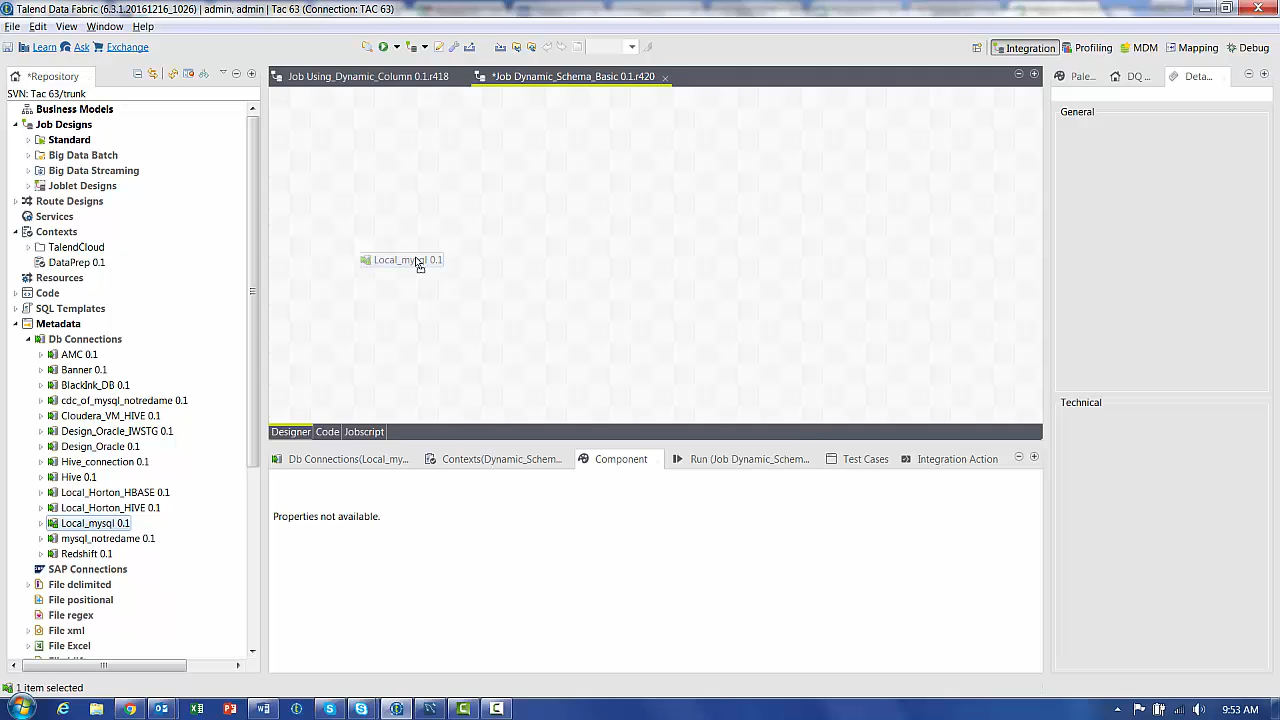 Talend Data Fabric (6.3.1.20161216_1026) | admin, admin | Tac 63 (Connection: TAC 63)
File Edit View Window Help
Learn Ask Exchange
Integration Profiling MDM Mapping Debug
*Repository
Job Using_Dynamic_Column 0.1.r418
*Job Dynamic_Schema_Basic 0.1.r420
Pale... DQ ... Deta...
SVN: Tac 63/trunk
General
Business Models
Job Designs
Standard
Big Data Batch
Big Data Streaming
Joblet Designs
Route Designs
Services
Contexts
TalendCloud
DataPrep 0.1
Resources
Code
SQL Templates
Metadata
Db Connections
AMC 0.1
Banner 0.1
BlackInk_DB 0.1
cdc_of_mysql_notredame 0.1
Cloudera_VM_HIVE 0.1
Design_Oracle_IWSTG 0.1
Design_Oracle 0.1
Hive_connection 0.1
Hive 0.1
Local_Horton_HBASE 0.1
Local_Horton_HIVE 0.1
Local_mysql 0.1
mysql_notredame 0.1
Redshift 0.1
SAP Connections
File delimited
File positional
File regex
File xml
File Excel
Local_mysql 0.1
Technical
Designer Code Jobscript
Db Connections(Local_my... Contexts(Dynamic_Schem... Component Run (Job Dynamic_Schem... Test Cases Integration Action
Properties not available.
1 item selected
9:53 AM